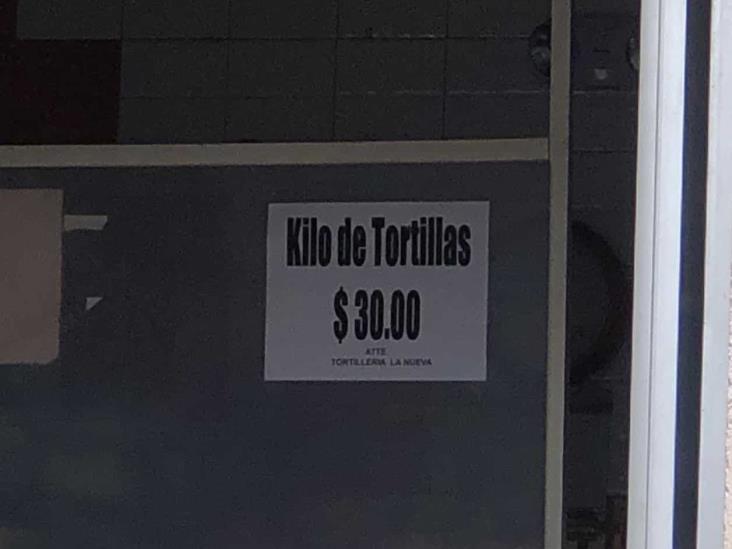 Kilo de Tortillas
$ 30.00
ATTE.
TORTILLERIA LA NUEVA